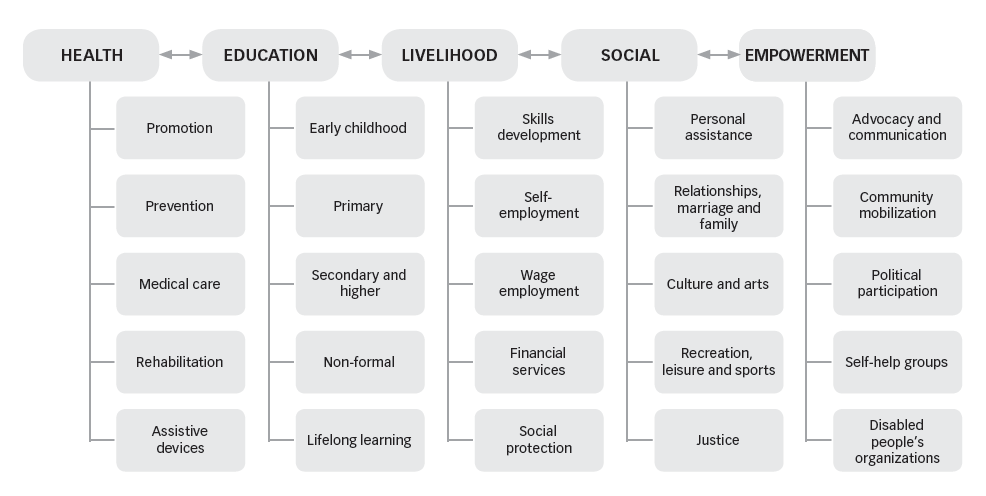 HEALTH
EDUCATION
LIVELIHOOD
SOCIAL
EMPOWERMENT
Promotion
Prevention
Medical care
Rehabilitation
Assistive
devices
Early childhood
Primary
Secondary and
higher
Non-formal
Lifelong learning
Skills
development
Self-
employment
Wage
employment
Financial
services
Social
protection
Personal
assistance
Relationships,
marriage and
family
Culture and arts
Recreation,
leisure and sports
Justice
Advocacy and
communication
Community
mobilization
Political
participation
Self-help groups
Disabled
people’s
organizations